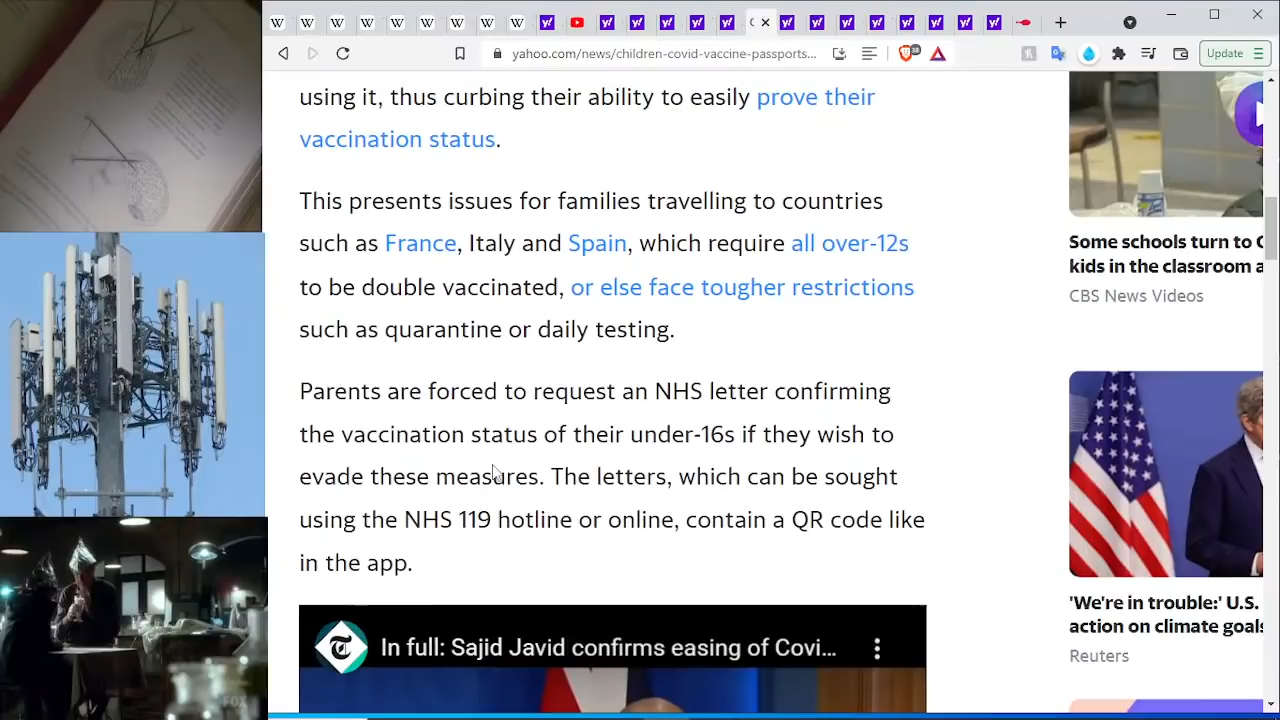 yahoo.com/news/children-covid-vaccine-passports...
Update
using it, thus curbing their ability to easily prove their
vaccination status.
This presents issues for families travelling to countries
such as France, Italy and Spain, which require all over-12s
to be double vaccinated, or else face tougher restrictions
such as quarantine or daily testing.
Parents are forced to request an NHS letter confirming
the vaccination status of their under-16s if they wish to
evade these measures. The letters, which can be sought
using the NHS 119 hotline or online, contain a QR code like
in the app.
In full: Sajid Javid confirms easing of Covi...
Some schools turn to
kids in the classroom a
CBS News Videos
'We're in trouble:' U.S.
action on climate goals
Reuters
FOX